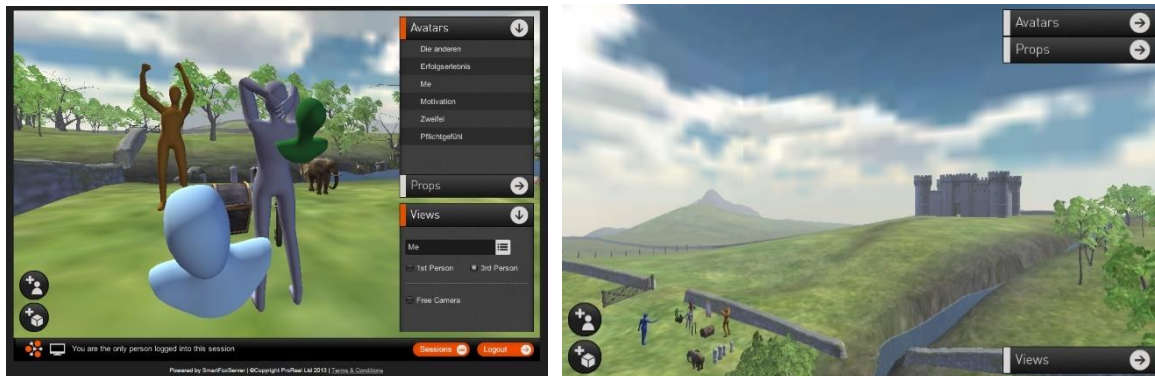 Avatars
Die anderen
Erfolgserlebnis
Me
Motivation
Zweifel
Pflichtgefühl
Props
Views
Me
1st Person 3rd Person
Free Camera
You are the only person logged into this session
Sessions Logout
Powered by SmartFoxServer | ©Copyright ProReal Ltd 2013 | Terms & Conditions
Avatars
Props
Views